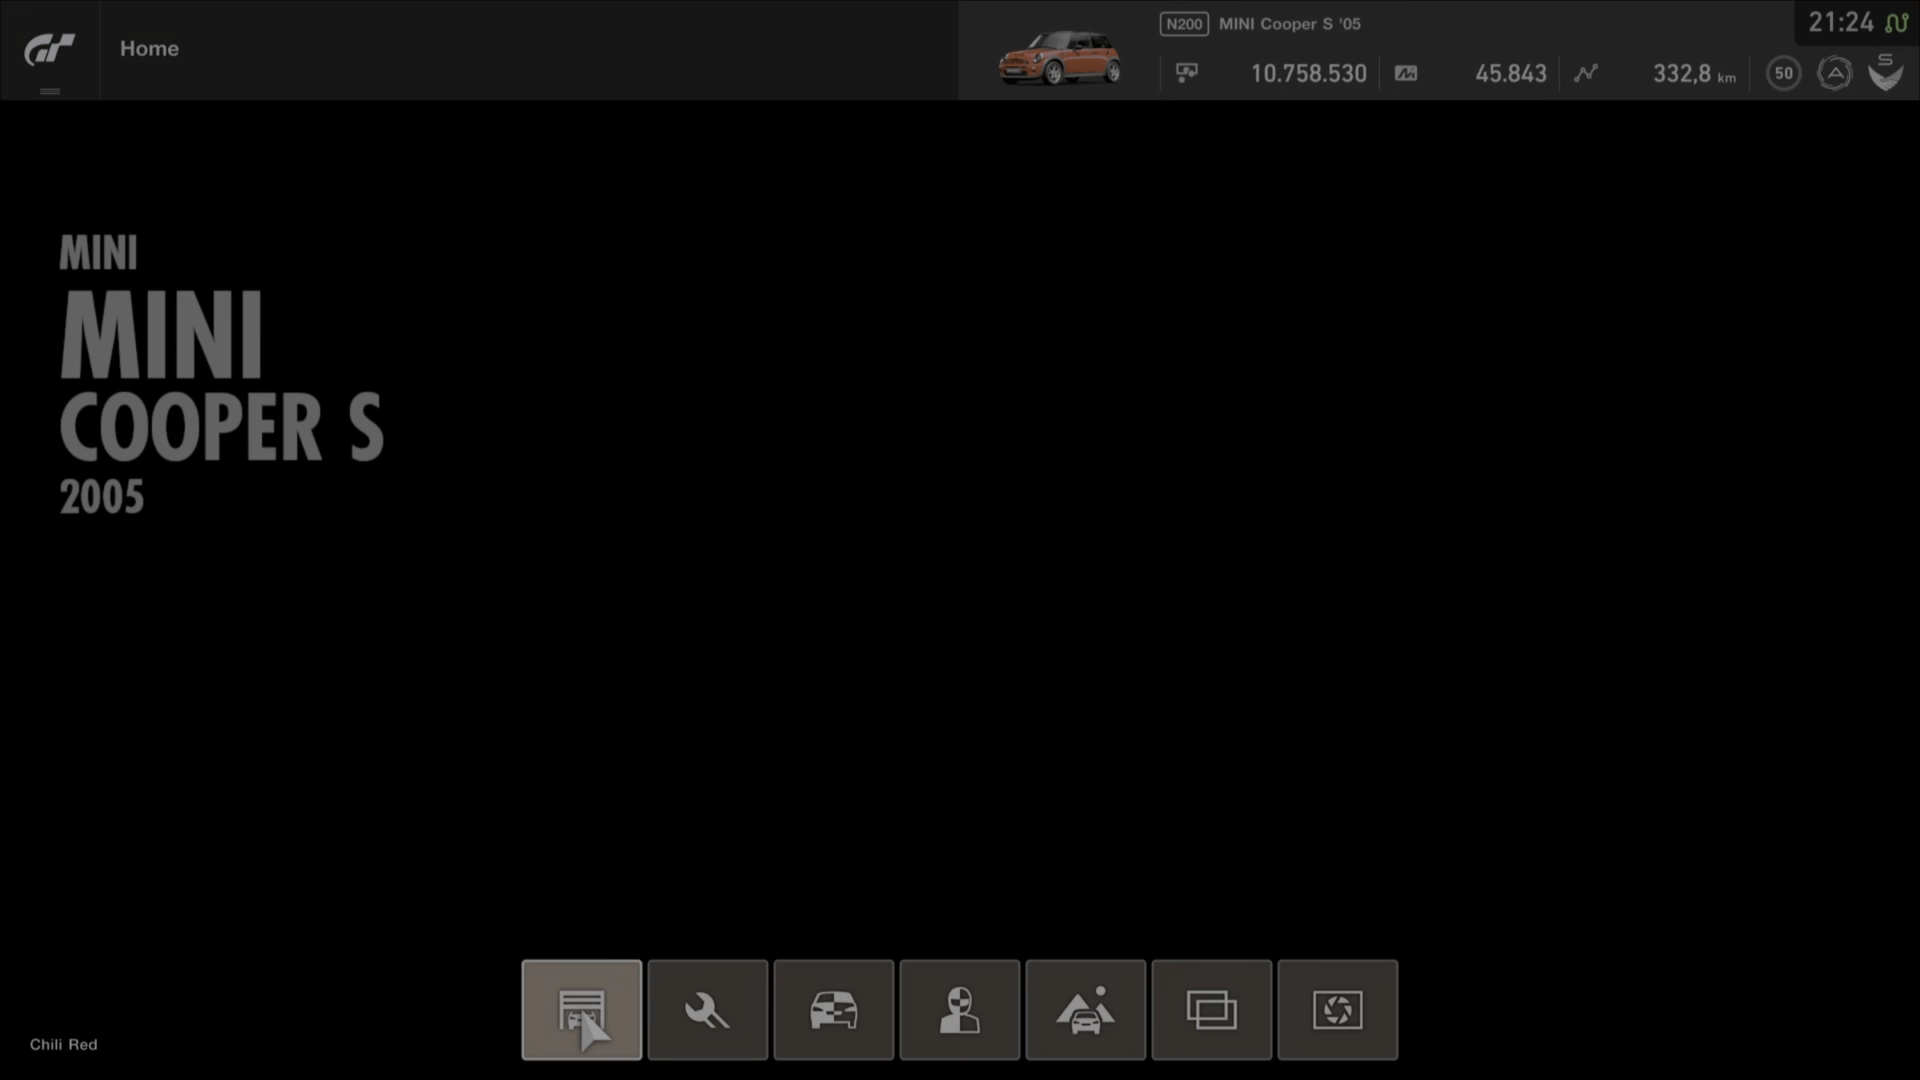 Home
N200 MINI Cooper S '05
21:24
10.758.530
45.843
332,8 km
50
S
MINI
MINI
COOPER S
2005
Chili Red